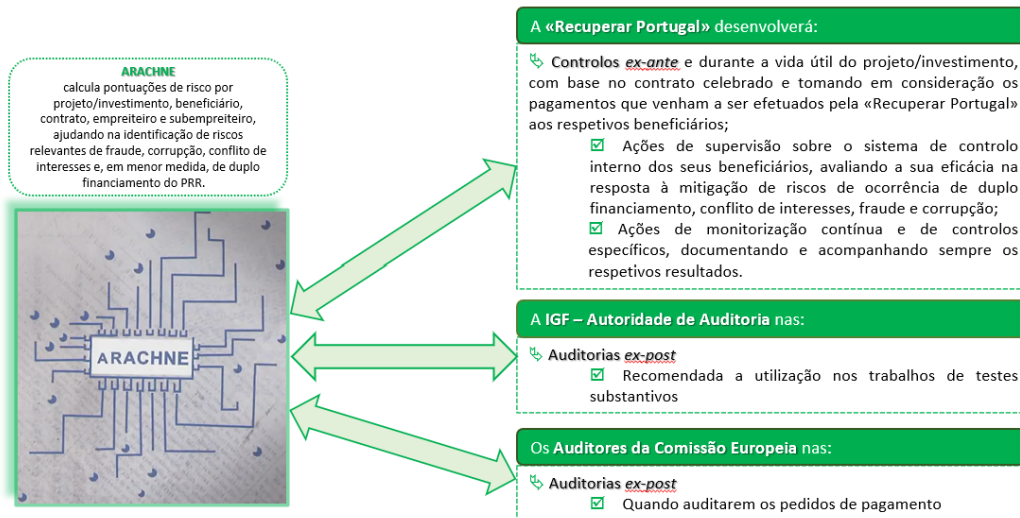 ARACHNE
calcula pontuações de risco por
projeto/investimento, beneficiário,
contrato, empreiteiro e subempreiteiro,
ajudando na identificação de riscos
relevantes de fraude, corrupção, conflito de
interesses e, em menor medida, de duplo
financiamento do PRR.
ARACHNE
A «Recuperar Portugal» desenvolverá:
Controlos ex-ante e durante a vida útil do projeto/investimento,
com base no contrato celebrado e tomando em consideração os
pagamentos que venham a ser efetuados pela «Recuperar Portugal»
aos respetivos beneficiários;
Ações de supervisão sobre o sistema de controlo
interno dos seus beneficiários, avaliando a sua eficácia na
resposta à mitigação de riscos de ocorrência de duplo
financiamento, conflito de interesses, fraude e corrupção;
Ações de monitorização contínua e de controlos
específicos, documentando e acompanhando sempre os
respetivos resultados.
A IGF – Autoridade de Auditoria nas:
Auditorias ex-post
Recomendada a utilização nos trabalhos de testes
substantivos
Os Auditores da Comissão Europeia nas:
Auditorias ex-post
Quando auditarem os pedidos de pagamento